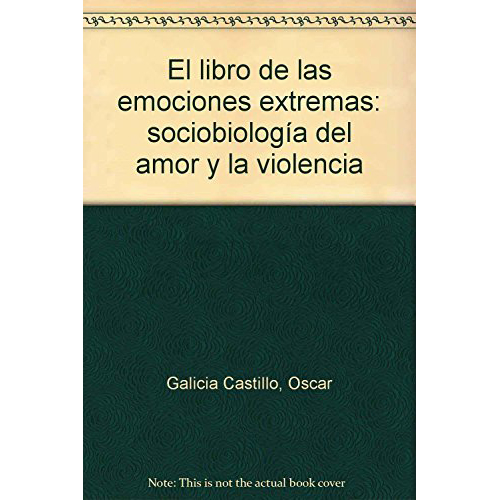 El libro de las
emociones extremas:
sociobiología del
amor y la violencia
Galicia Castillo, Oscar
Note: This is not the actual book cover